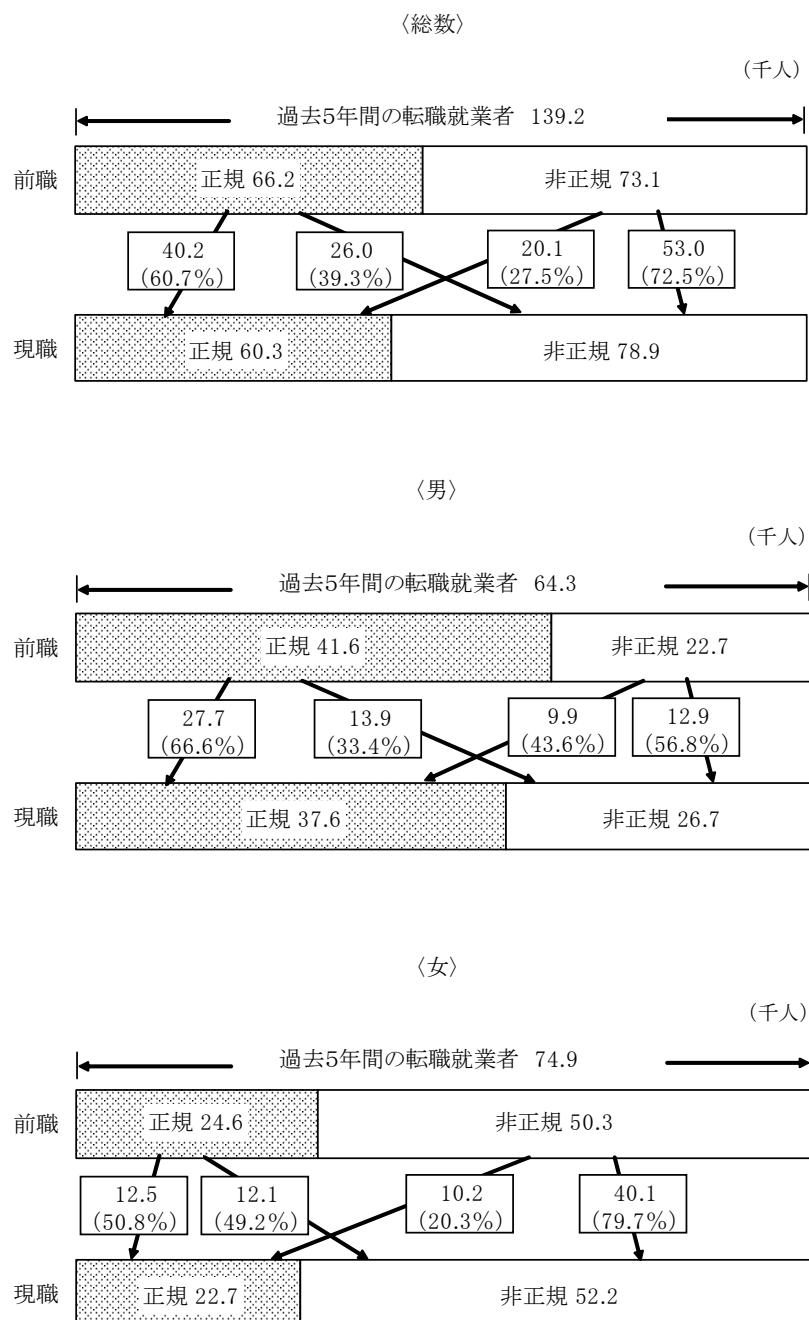 〈総数〉
（千人）
過去5年間の転職就業者 139.2
前職 正規 66.2 非正規 73.1
40.2 26.0 20.1 53.0
(60.7%) (39.3%) (27.5%) (72.5%)
現職 正規 60.3 非正規 78.9
〈男〉
（千人）
過去5年間の転職就業者 64.3
前職 正規 41.6 非正規 22.7
27.7 13.9 9.9 12.9
(66.6%) (33.4%) (43.6%) (56.8%)
現職 正規 37.6 非正規 26.7
〈女〉
（千人）
過去5年間の転職就業者 74.9
前職 正規 24.6 非正規 50.3
12.5 12.1 10.2 40.1
(50.8%) (49.2%) (20.3%) (79.7%)
現職 正規 22.7 非正規 52.2